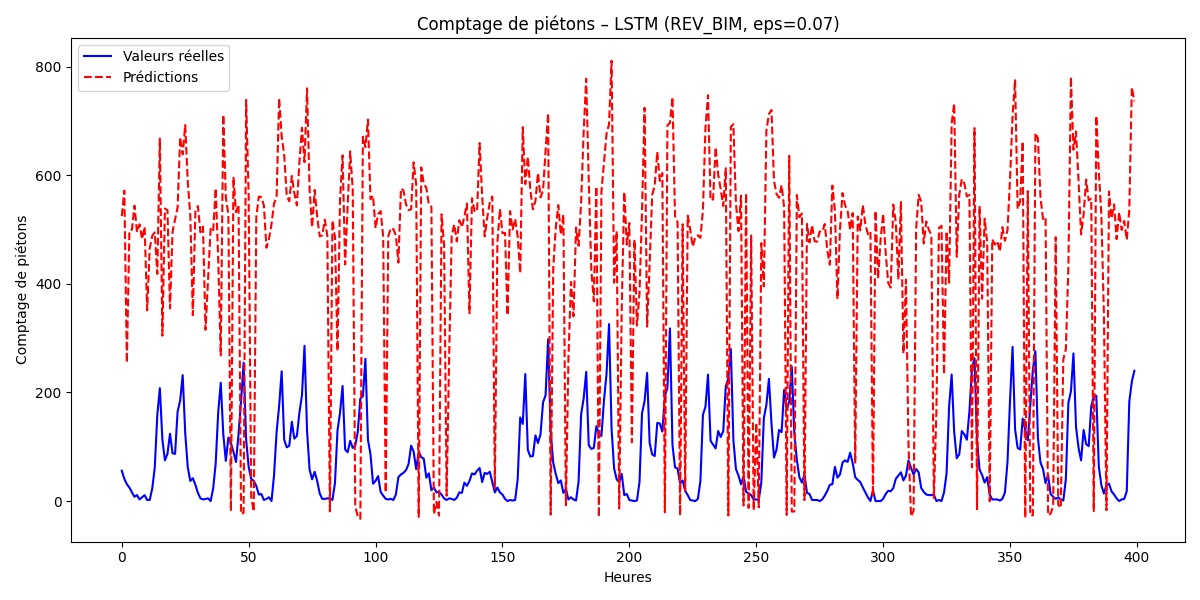 Comptage de piétons – LSTM (REV_BIM, eps=0.07)
Valeurs réelles
Prédictions
Comptage de piétons
800
600
400
200
0
0 50 100 150 200 250 300 350 400
Heures